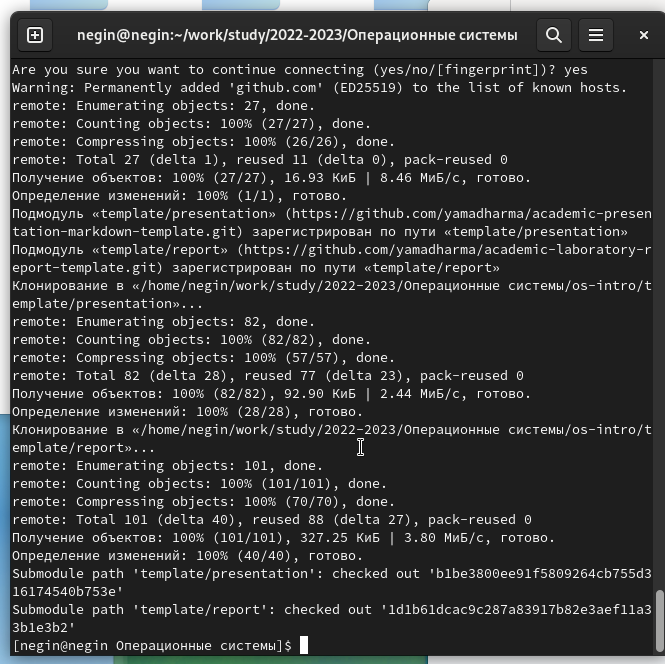 negin@negin:~/work/study/2022-2023/Операционные системы
Are you sure you want to continue connecting (yes/no/[fingerprint])? yes
Warning: Permanently added 'github.com' (ED25519) to the list of known hosts.
remote: Enumerating objects: 27, done.
remote: Counting objects: 100% (27/27), done.
remote: Compressing objects: 100% (26/26), done.
remote: Total 27 (delta 1), reused 11 (delta 0), pack-reused 0
Получение объектов: 100% (27/27), 16.93 КиБ | 8.46 МиБ/с, готово.
Определение изменений: 100% (1/1), готово.
Подмодуль «template/presentation» (https://github.com/yamadharma/academic-presen
tation-markdown-template.git) зарегистрирован по пути «template/presentation»
Подмодуль «template/report» (https://github.com/yamadharma/academic-laboratory-r
eport-template.git) зарегистрирован по пути «template/report»
Клонирование в «/home/negin/work/study/2022-2023/Операционные системы/os-intro/t
emplate/presentation»...
remote: Enumerating objects: 82, done.
remote: Counting objects: 100% (82/82), done.
remote: Compressing objects: 100% (57/57), done.
remote: Total 82 (delta 28), reused 77 (delta 23), pack-reused 0
Получение объектов: 100% (82/82), 92.90 КиБ | 2.44 МиБ/с, готово.
Определение изменений: 100% (28/28), готово.
Клонирование в «/home/negin/work/study/2022-2023/Операционные системы/os-intro/t
emplate/report»...
remote: Enumerating objects: 101, done.
remote: Counting objects: 100% (101/101), done.
remote: Compressing objects: 100% (70/70), done.
remote: Total 101 (delta 40), reused 88 (delta 27), pack-reused 0
Получение объектов: 100% (101/101), 327.25 КиБ | 3.80 МиБ/с, готово.
Определение изменений: 100% (40/40), готово.
Submodule path 'template/presentation': checked out 'b1be3800ee91f5809264cb755d3
16174540b753e'
Submodule path 'template/report': checked out '1d1b61dcac9c287a83917b82e3aef11a3
3b1e3b2'
[negin@negin Операционные системы]$